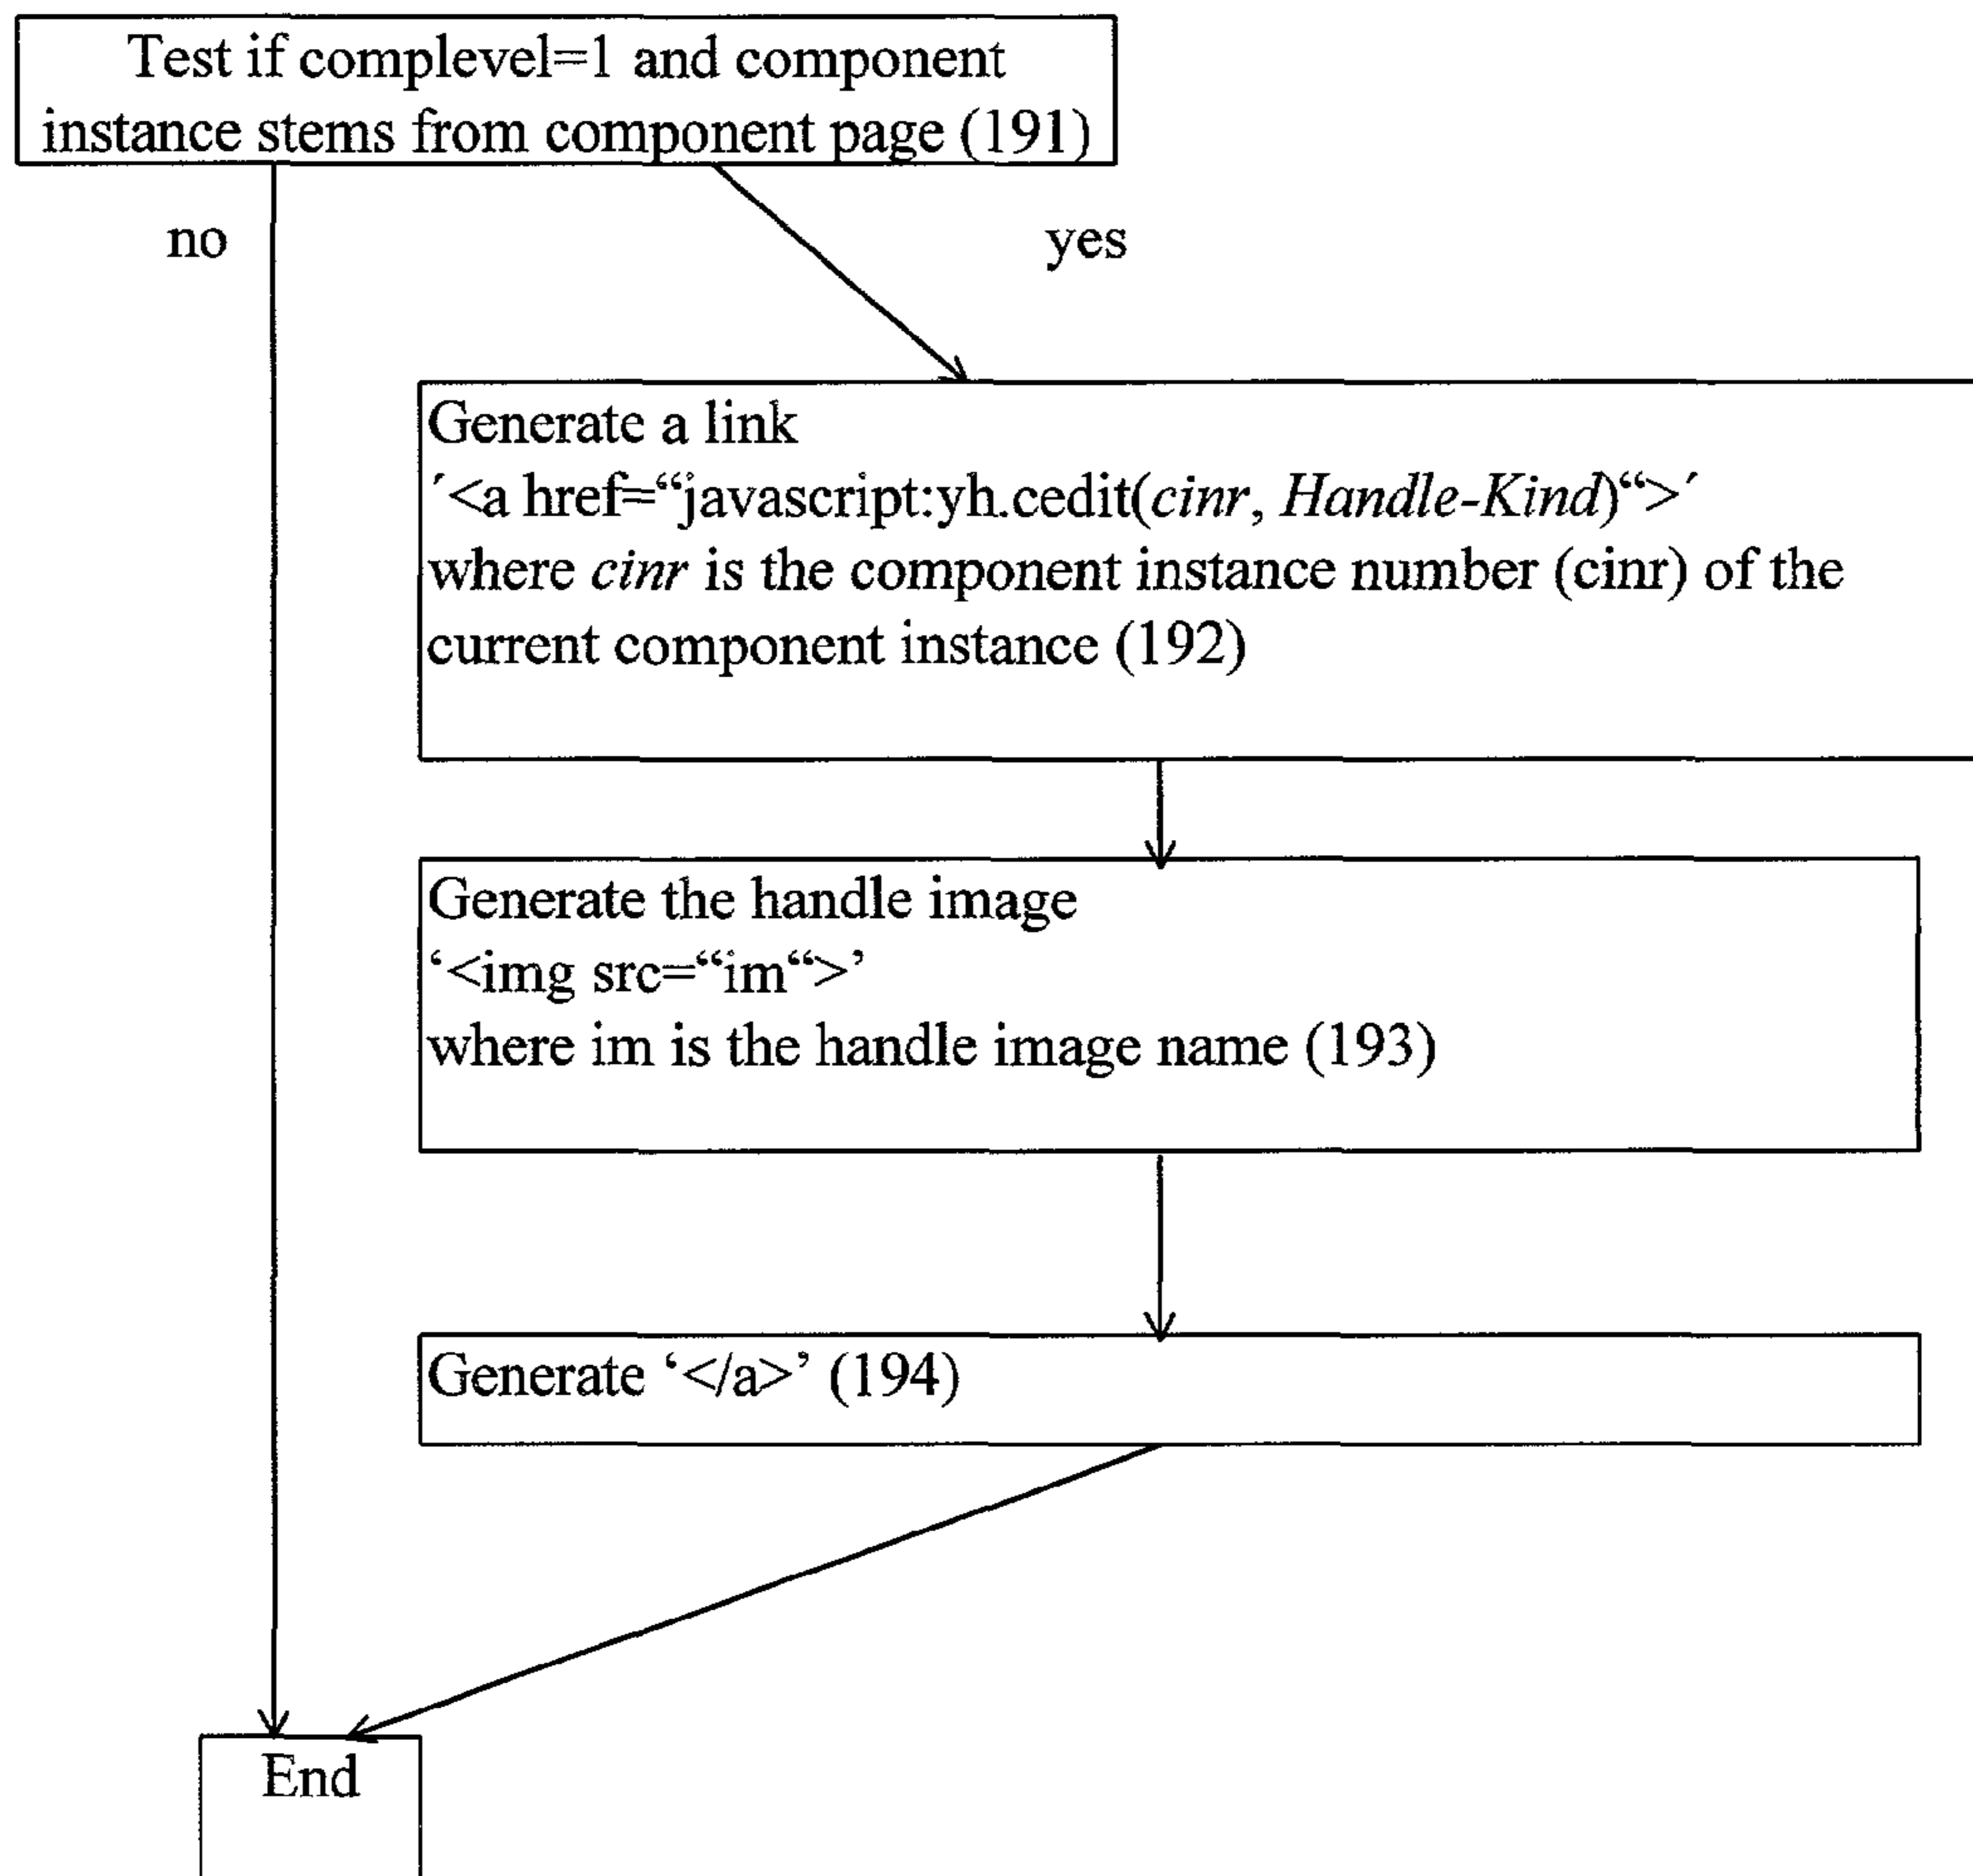 Test if complevel=1 and component
instance stems from component page (191)
no
yes
Generate a link
´<a href=“javascript:yh.cedit(cinr, Handle-Kind)“>´
where cinr is the component instance number (cinr) of the
current component instance (192)
Generate the handle image
‘<img src=“im“>’
where im is the handle image name (193)
Generate ‘</a>’ (194)
End